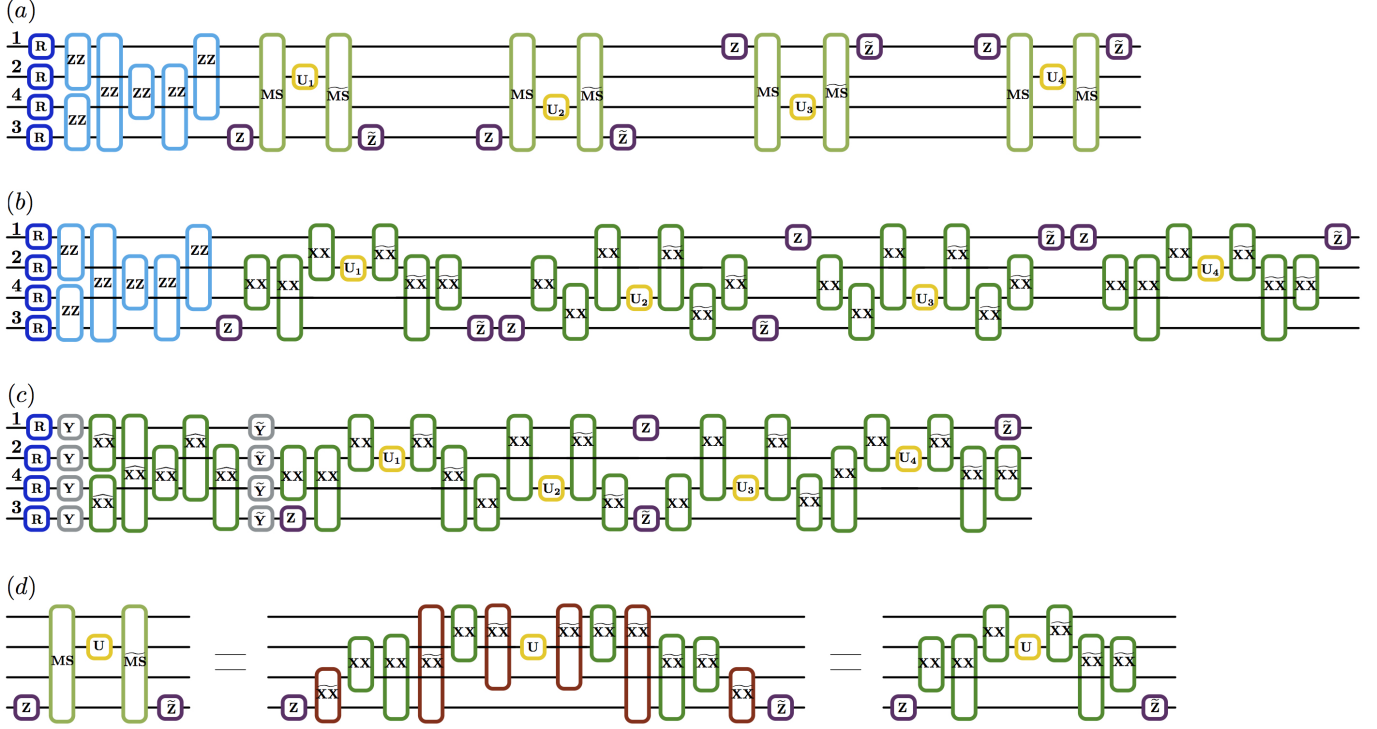 (a)
1 R Z Z̃ Z Z̃
ZZ ZZ
2 R U₁ U₄
ZZ ZZ ZZ MS M̃S̃ MS M̃S̃ MS M̃S̃ MS M̃S̃
4 R U₂ U₃
ZZ
3 R Z Z̃ Z Z̃
(b)
1 R Z Z̃ Z Z̃
ZZ ZZ XX X̃X̃ XX X̃X̃ XX X̃X̃ XX X̃X̃
2 R U₁ U₄
ZZ ZZ ZZ XX XX X̃X̃ X̃X̃ XX X̃X̃ XX X̃X̃ XX XX X̃X̃ X̃X̃
4 R U₂ U₃
ZZ XX X̃X̃ XX X̃X̃
3 R Z Z̃ Z Z̃
(c)
1 R Y Ỹ Z Z̃
X̃X̃ X̃X̃ XX X̃X̃ XX X̃X̃ XX X̃X̃ XX X̃X̃
2 R Y Ỹ U₁ U₄
X̃X̃ X̃X̃ X̃X̃ XX XX X̃X̃ XX X̃X̃ X̃X̃
4 R Y Ỹ U₂ U₃
X̃X̃ XX X̃X̃ XX X̃X̃
3 R Y Ỹ Z Z̃
(d)
XX X̃X̃ X̃X̃ X̃X̃ X̃X̃ XX X̃X̃
U U U
MS M̃S̃ = XX XX X̃X̃ X̃X̃ X̃X̃ = XX XX X̃X̃ X̃X̃
X̃X̃ X̃X̃
Z Z̃ Z Z̃ Z Z̃